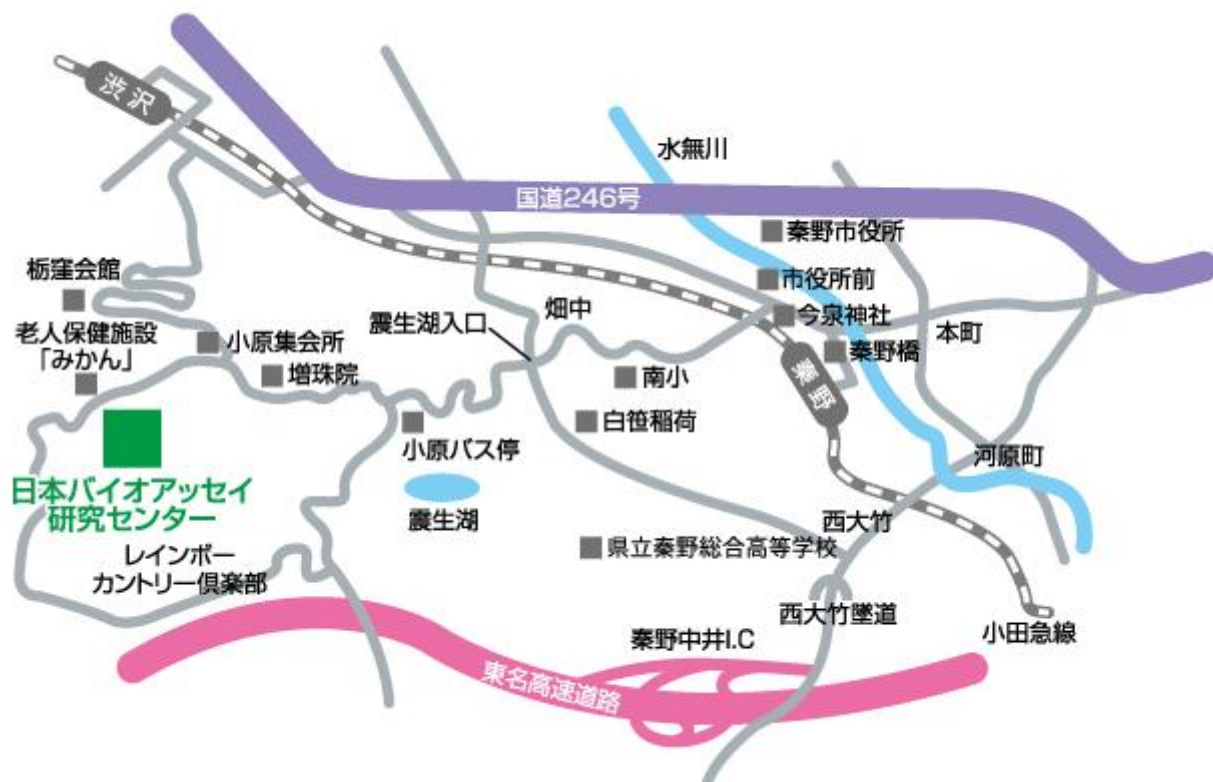 渋沢
水無川
国道246号
秦野市役所
栃窪会館
市役所前
畑中
今泉神社
震生湖入口
本町
老人保健施設
「みかん」
小原集会所
秦野橋
増珠院
南小
秦野
白笹稲荷
小原バス停
河原町
日本バイオアッセイ
研究センター
震生湖
西大竹
レインボー
カントリー倶楽部
県立秦野総合高等学校
西大竹墜道
小田急線
秦野中井I.C
東名高速道路